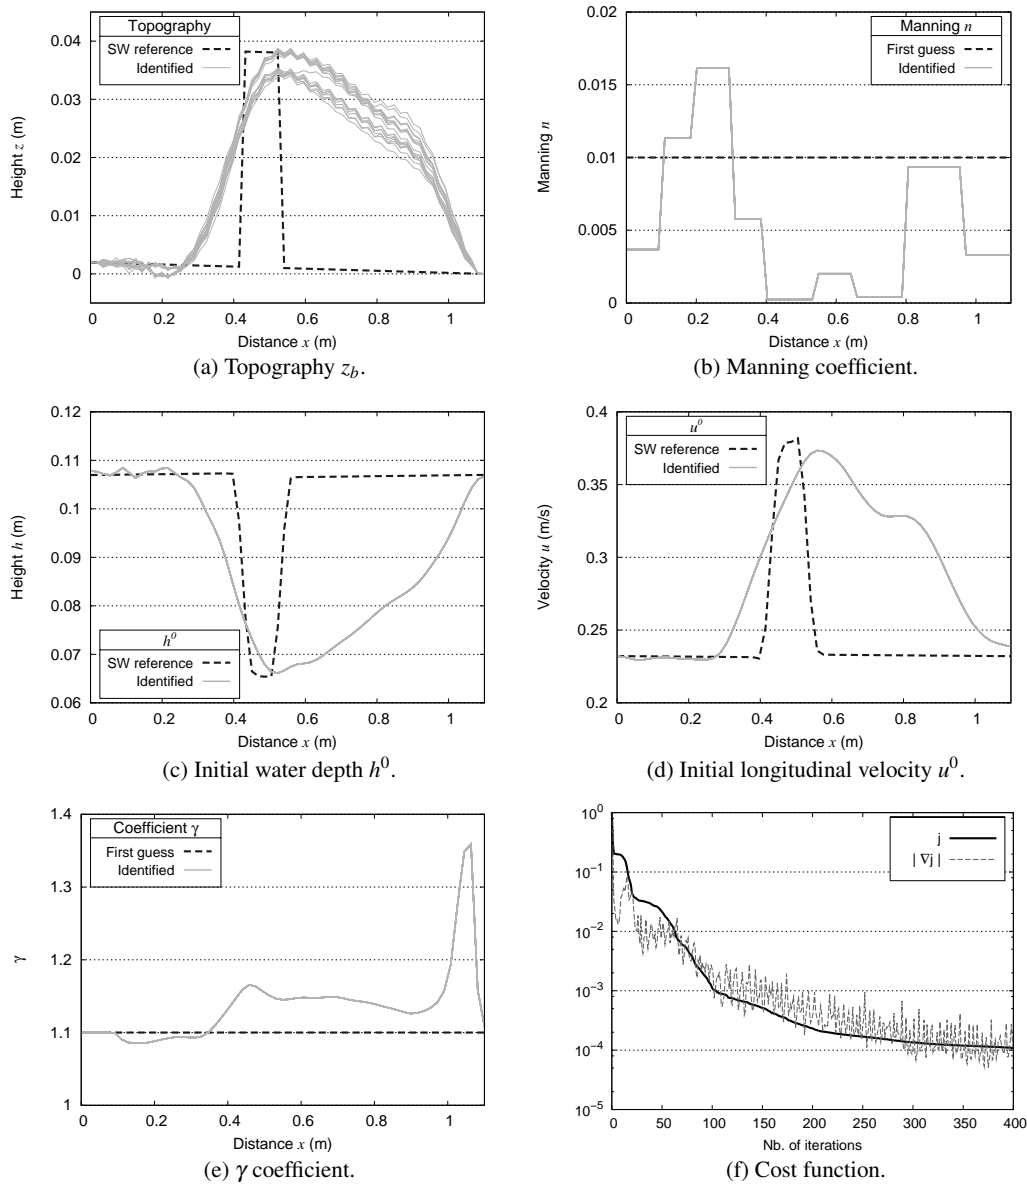 Topography
SW reference
Identified
0.04
0.03
0.02
0.01
0
Height z (m)
0 0.2 0.4 0.6 0.8 1
Distance x (m)
(a) Topography z_b.
Manning n
First guess
Identified
0.02
0.015
0.01
0.005
0
Manning n
0 0.2 0.4 0.6 0.8 1
Distance x (m)
(b) Manning coefficient.
0.12
0.11
0.1
0.09
0.08
0.07
0.06
Height h (m)
h⁰
SW reference
Identified
0 0.2 0.4 0.6 0.8 1
Distance x (m)
(c) Initial water depth h⁰.
u⁰
SW reference
Identified
0.4
0.35
0.3
0.25
0.2
Velocity u (m/s)
0 0.2 0.4 0.6 0.8 1
Distance x (m)
(d) Initial longitudinal velocity u⁰.
Coefficient γ
First guess
Identified
1.4
1.3
1.2
1.1
1
γ
0 0.2 0.4 0.6 0.8 1
Distance x (m)
(e) γ coefficient.
j
| ∇j |
10⁰
10⁻¹
10⁻²
10⁻³
10⁻⁴
10⁻⁵
0 50 100 150 200 250 300 350 400
Nb. of iterations
(f) Cost function.